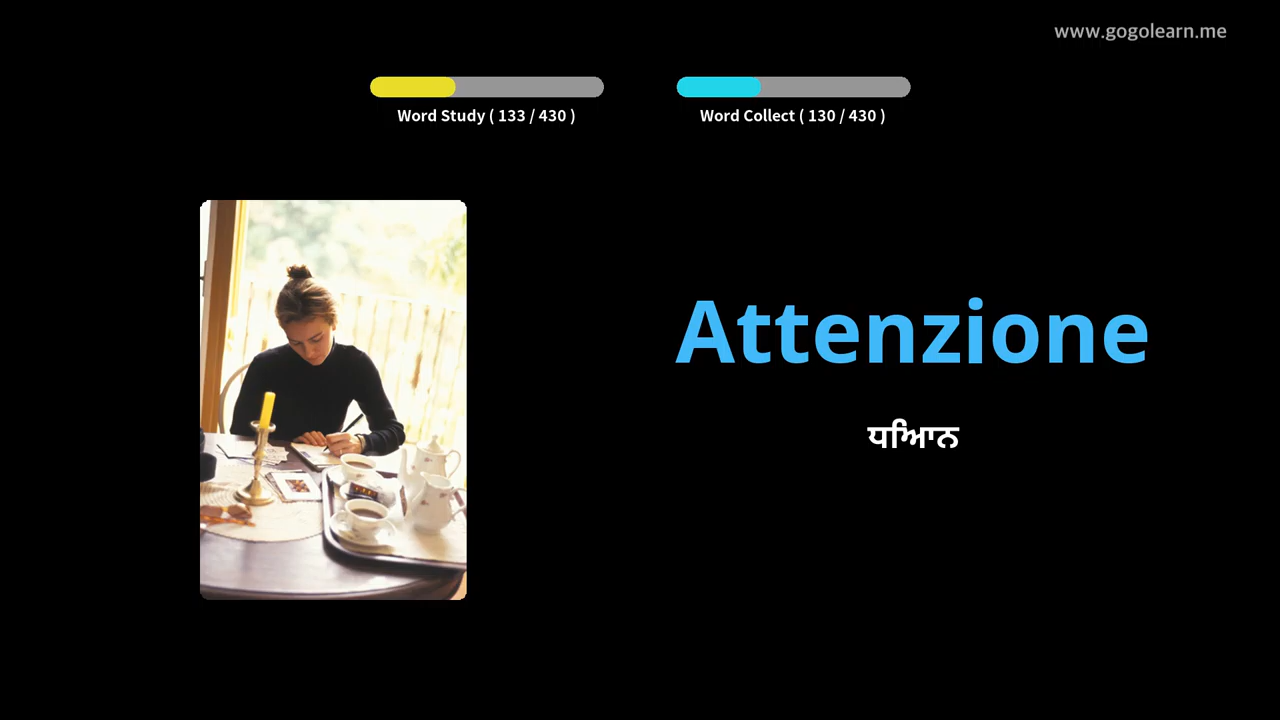 www.gogolearn.me
Word Study ( 133 / 430 )
Word Collect ( 130 / 430 )
Attenzione
ਧਿਆਨ